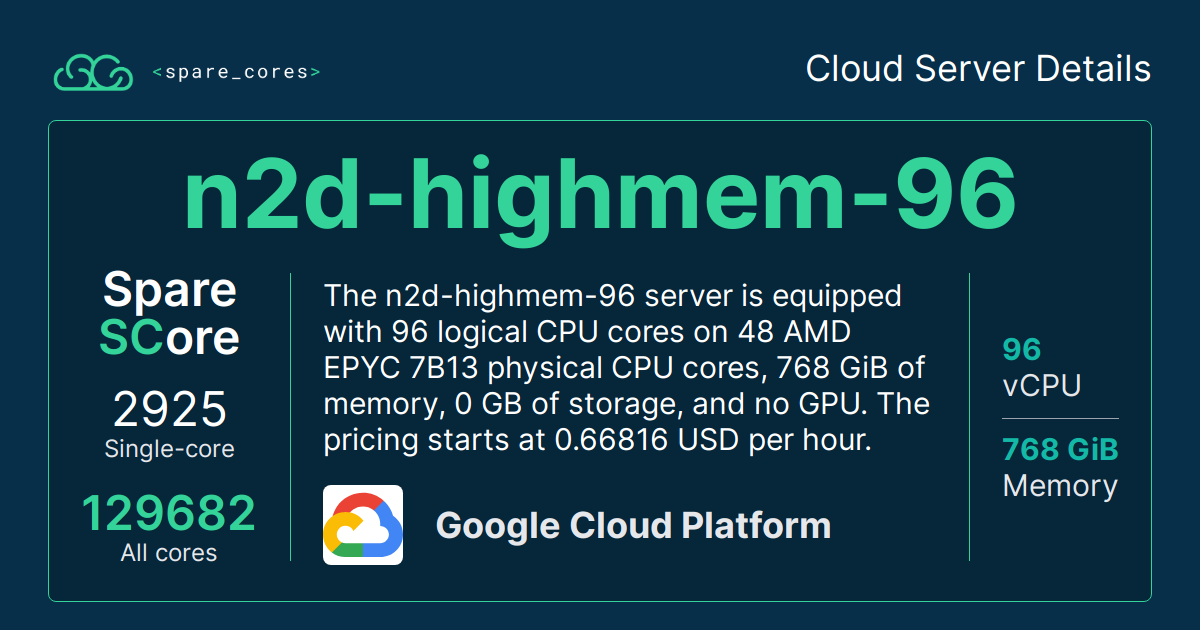 <spare_cores>
Cloud Server Details
n2d-highmem-96
Spare
SCore
2925
Single-core
129682
All cores
The n2d-highmem-96 server is equipped
with 96 logical CPU cores on 48 AMD
EPYC 7B13 physical CPU cores, 768 GiB of
memory, 0 GB of storage, and no GPU. The
pricing starts at 0.66816 USD per hour.
Google Cloud Platform
96
vCPU
768 GiB
Memory